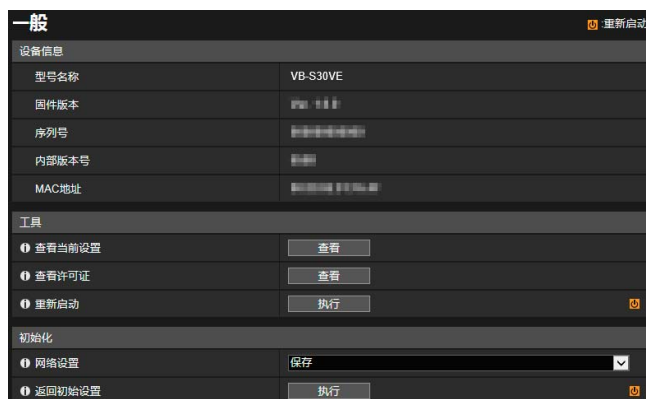 一般
:重新启动
设备信息
型号名称 VB-S30VE
固件版本
序列号
内部版本号
MAC地址
工具
查看当前设置 查看
查看许可证 查看
重新启动 执行
初始化
网络设置 保存
返回初始设置 执行